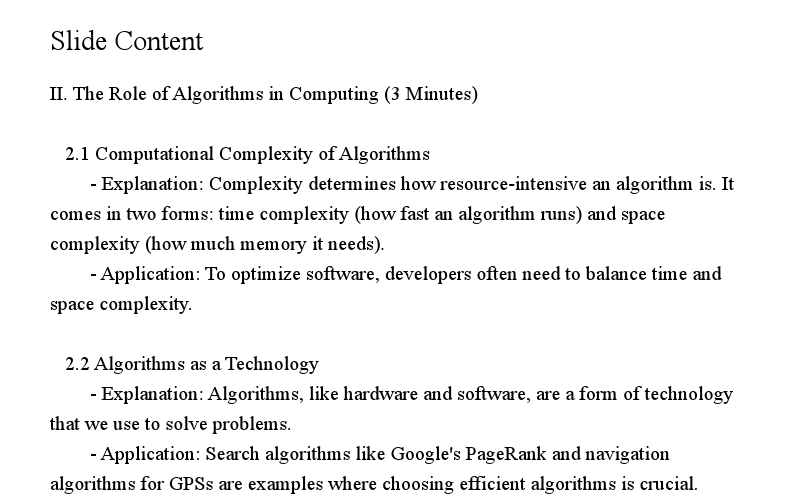 Slide Content
II. The Role of Algorithms in Computing (3 Minutes)
2.1 Computational Complexity of Algorithms
- Explanation: Complexity determines how resource-intensive an algorithm is. It
comes in two forms: time complexity (how fast an algorithm runs) and space
complexity (how much memory it needs).
- Application: To optimize software, developers often need to balance time and
space complexity.
2.2 Algorithms as a Technology
- Explanation: Algorithms, like hardware and software, are a form of technology
that we use to solve problems.
- Application: Search algorithms like Google's PageRank and navigation
algorithms for GPSs are examples where choosing efficient algorithms is crucial.